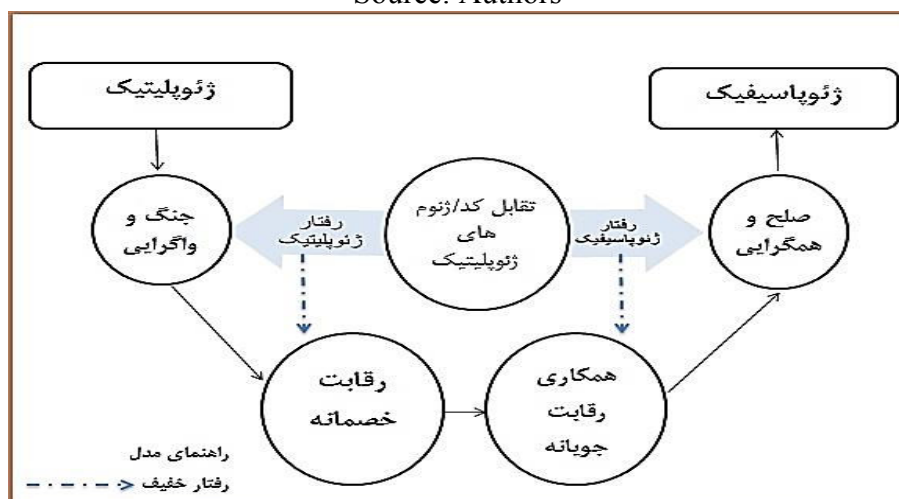 Source: Authors
ژئوپلیتیک
ژئوپاسیفیک
جنگ و
واگرایی
رفتار
ژئوپلیتیک
تقابل کد/ژنوم
های
ژئوپلیتیک
رفتار
ژئوپاسیفیک
صلح و
همگرایی
رقابت
خصمانه
همکاری
رقابت
جویانه
راهنمای مدل
رفتار خفیف